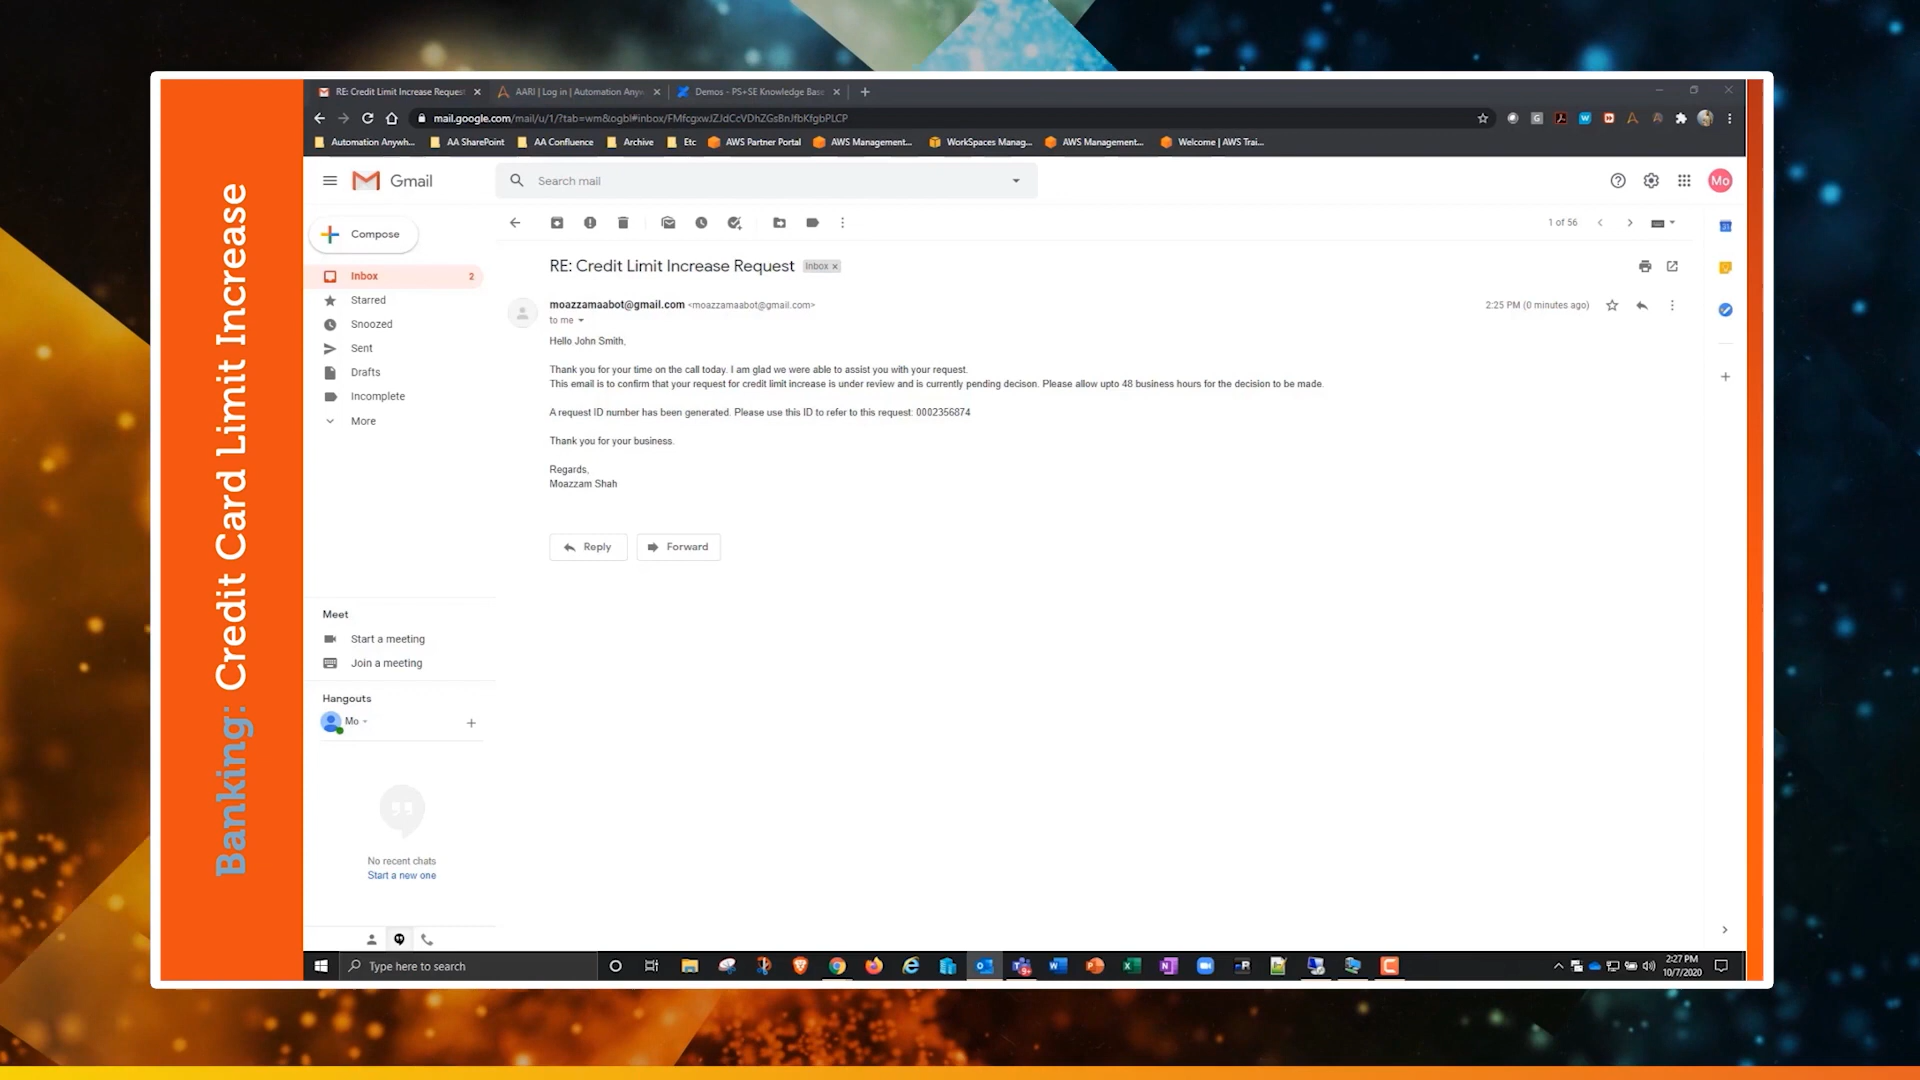 Banking: Credit Card Limit Increase
RE: Credit Limit Increase Request
AARI | Log in | Automation Anyw
Demos - PS+SE Knowledge Base
mail.google.com/mail/u/1/?tab=wm&ogbl#inbox/FMfcgxwJZJdCcVDhZGsBnJfbKfgbPLCP
Automation Anywh... AA SharePoint AA Confluence Archive Etc AWS Partner Portal AWS Management... WorkSpaces Manag... AWS Management... Welcome | AWS Trai...
Gmail
Search mail
Mo
Compose
1 of 56
Inbox 2
Starred
Snoozed
Sent
Drafts
Incomplete
More
RE: Credit Limit Increase Request Inbox x
moazzamaabot@gmail.com <moazzamaabot@gmail.com>
2:25 PM (0 minutes ago)
to me
Hello John Smith,
Thank you for your time on the call today. I am glad we were able to assist you with your request.
This email is to confirm that your request for credit limit increase is under review and is currently pending decison. Please allow upto 48 business hours for the decision to be made.
A request ID number has been generated. Please use this ID to refer to this request: 0002356874
Thank you for your business.
Regards,
Moazzam Shah
Reply
Forward
Meet
Start a meeting
Join a meeting
Hangouts
Mo
No recent chats
Start a new one
Type here to search
2:27 PM
10/7/2020